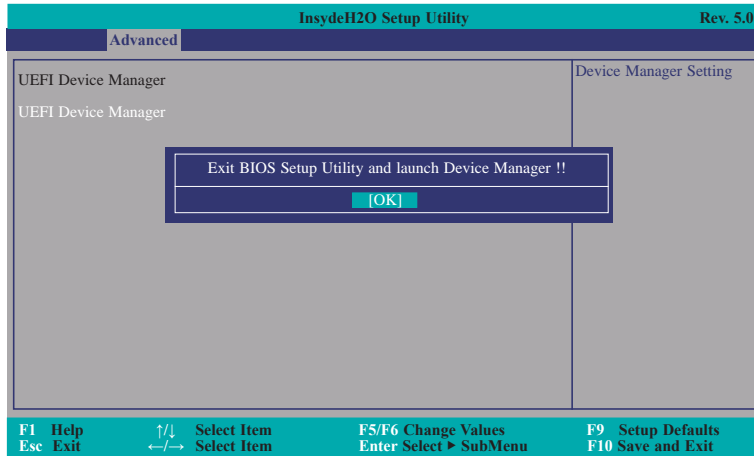 InsydeH2O Setup Utility Rev. 5.0
Advanced
UEFI Device Manager
Device Manager Setting
UEFI Device Manager
Exit BIOS Setup Utility and launch Device Manager !!
[OK]
F1 Help ↑/↓ Select Item F5/F6 Change Values F9 Setup Defaults
Esc Exit ←/→ Select Item Enter Select ▶ SubMenu F10 Save and Exit